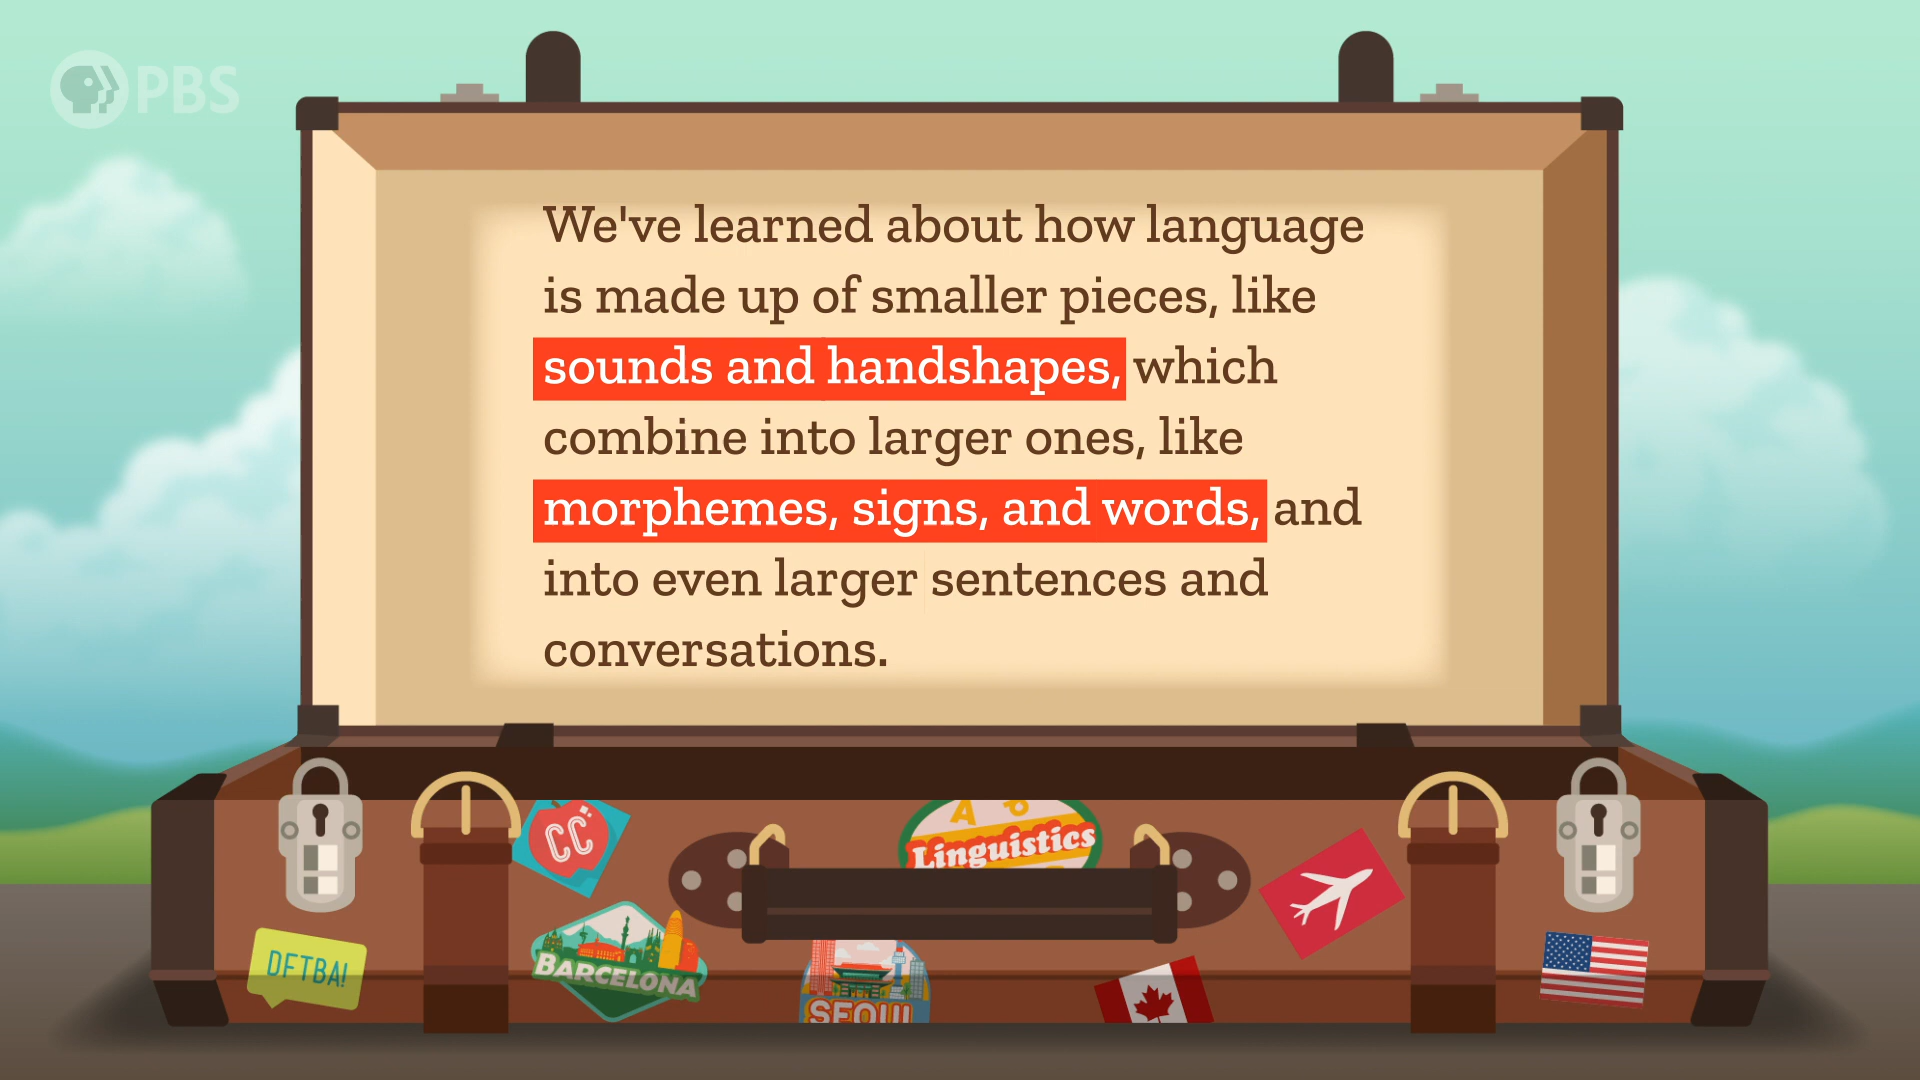 PBS
We've learned about how language
is made up of smaller pieces, like
sounds and handshapes, which
combine into larger ones, like
morphemes, signs, and words, and
into even larger sentences and
conversations.
CC
Linguistics
DFTBA!
BARCELONA
SEOUL